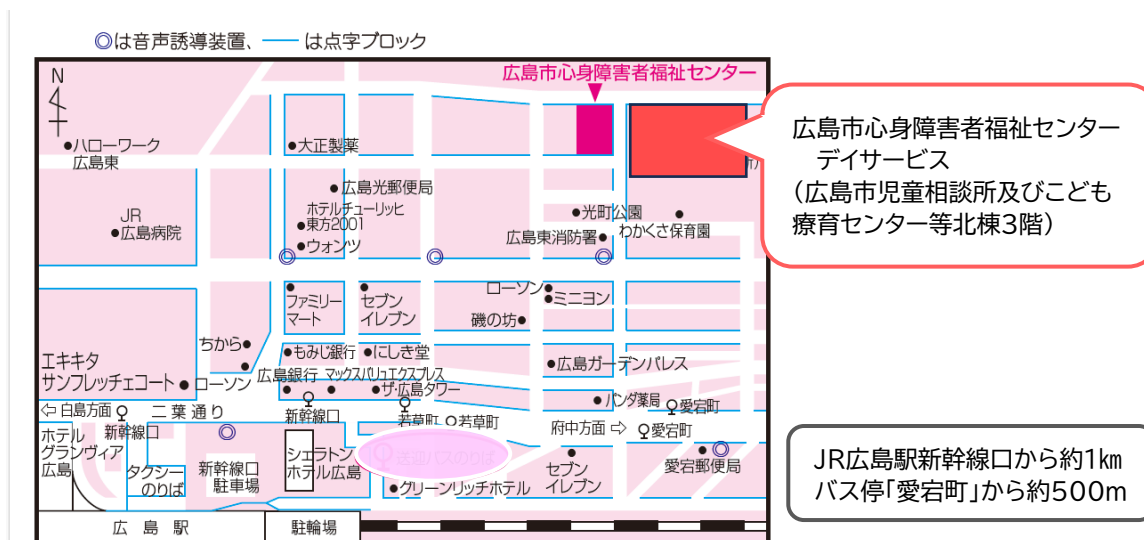 ◎は音声誘導装置、━は点字ブロック
広島市心身障害者福祉センター
N
ハローワーク
広島東
大正製薬
広島市心身障害者福祉センター
デイサービス
(広島市児童相談所及びこども
療育センター等北棟3階)
広島光郵便局
JR
広島病院
ホテルチューリッヒ
東方2001
ウォンツ
光町公園
わかくさ保育園
広島東消防署
ファミリー
マート
セブン
イレブン
ローソン
ミニヨン
磯の坊
ちから
もみじ銀行
にしき堂
広島ガーデンパレス
エキキタ
サンフレッチェコート
ローソン
広島銀行
マックスバリュエクスプレス
ザ・広島タワー
パンダ薬局
愛宕町
⇦白島方面
新幹線口
二葉通り
新幹線口
若草町
若草町
府中方面⇨
愛宕町
ホテル
グランヴィア
広島
タクシー
のりば
新幹線口
駐車場
シェラトン
ホテル広島
送迎バスのりば
グリーンリッチホテル
セブン
イレブン
愛宕郵便局
JR広島駅新幹線口から約1km
バス停「愛宕町」から約500m
広島駅
駐輪場